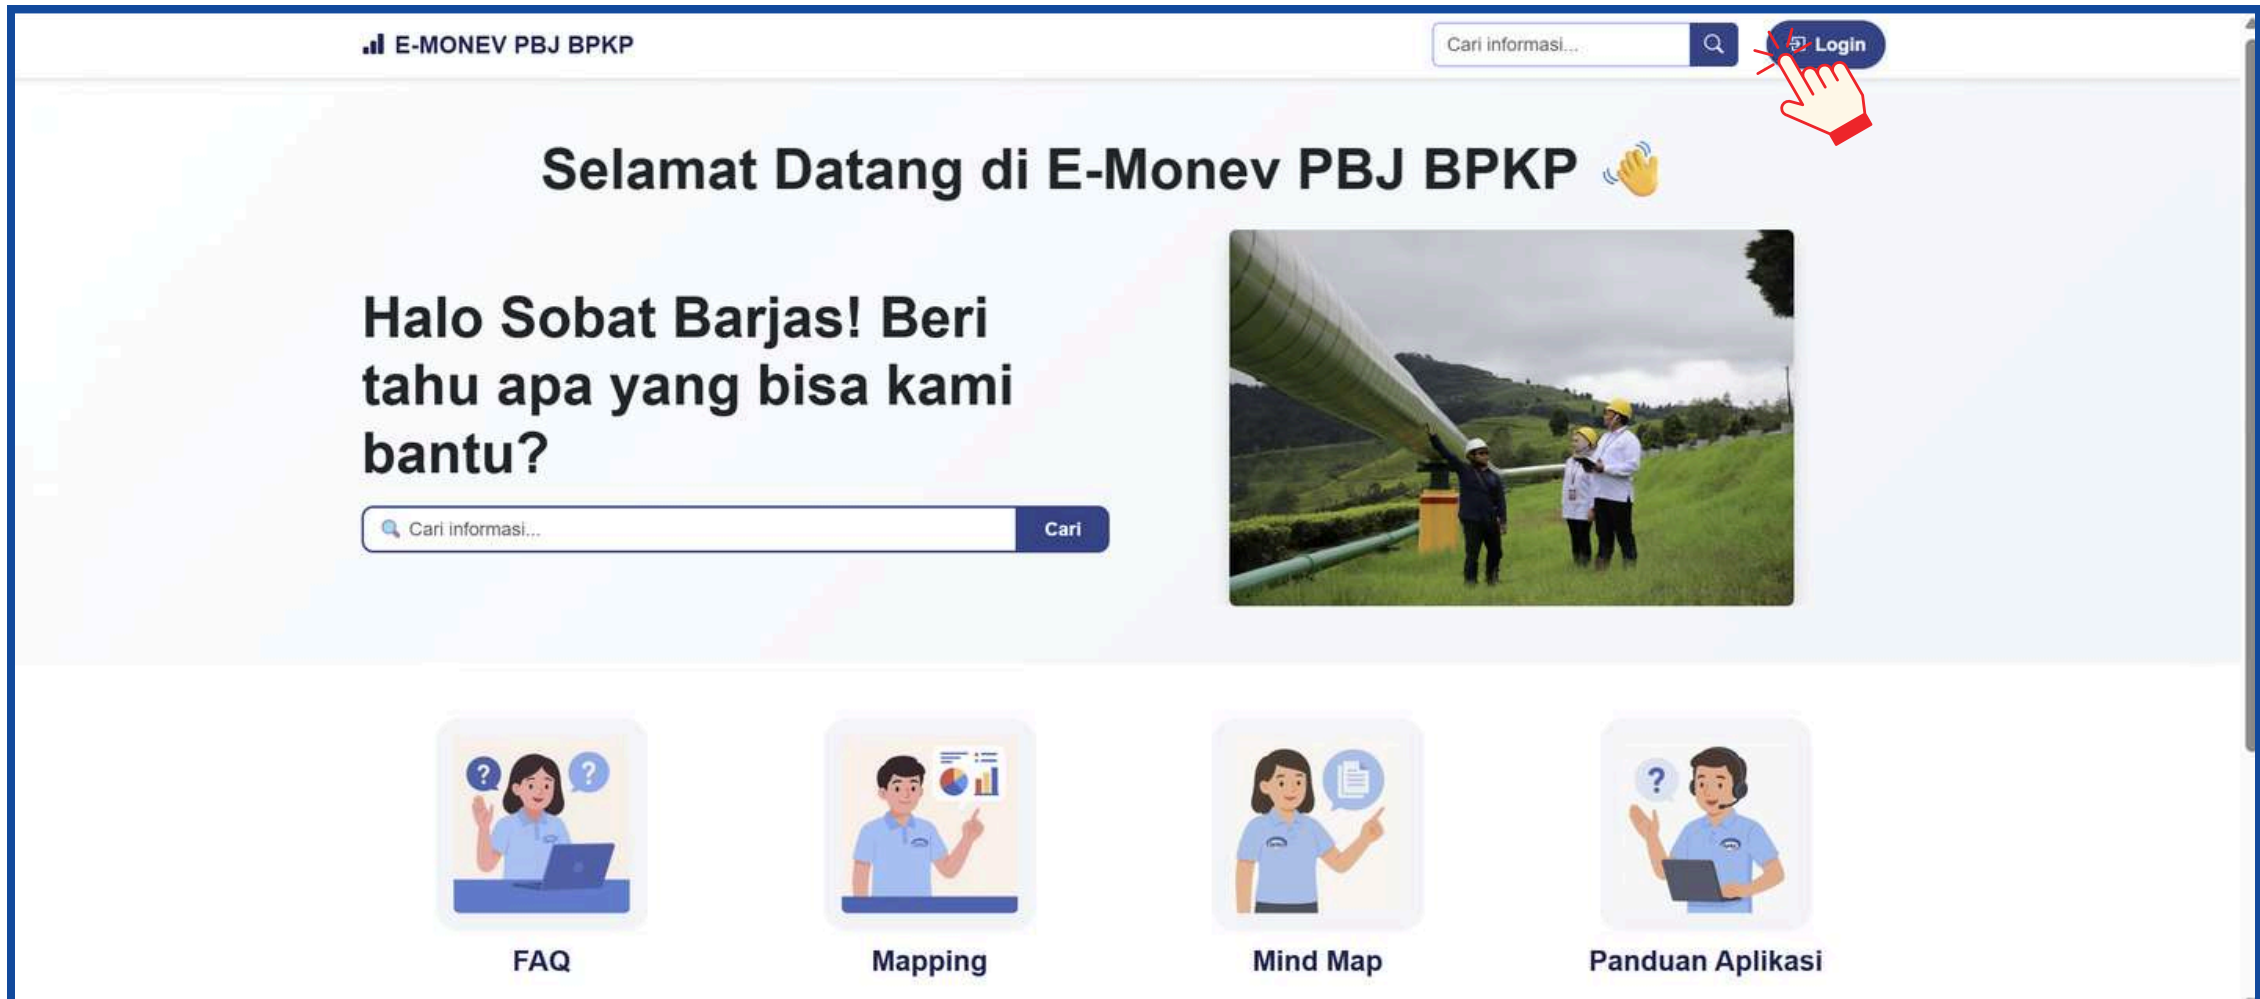 E-MONEV PBJ BPKP
Cari informasi...
Login
Selamat Datang di E-Monev PBJ BPKP
Halo Sobat Barjas! Beri
tahu apa yang bisa kami
bantu?
Cari informasi...
Cari
?
?
?
FAQ
Mapping
Mind Map
Panduan Aplikasi